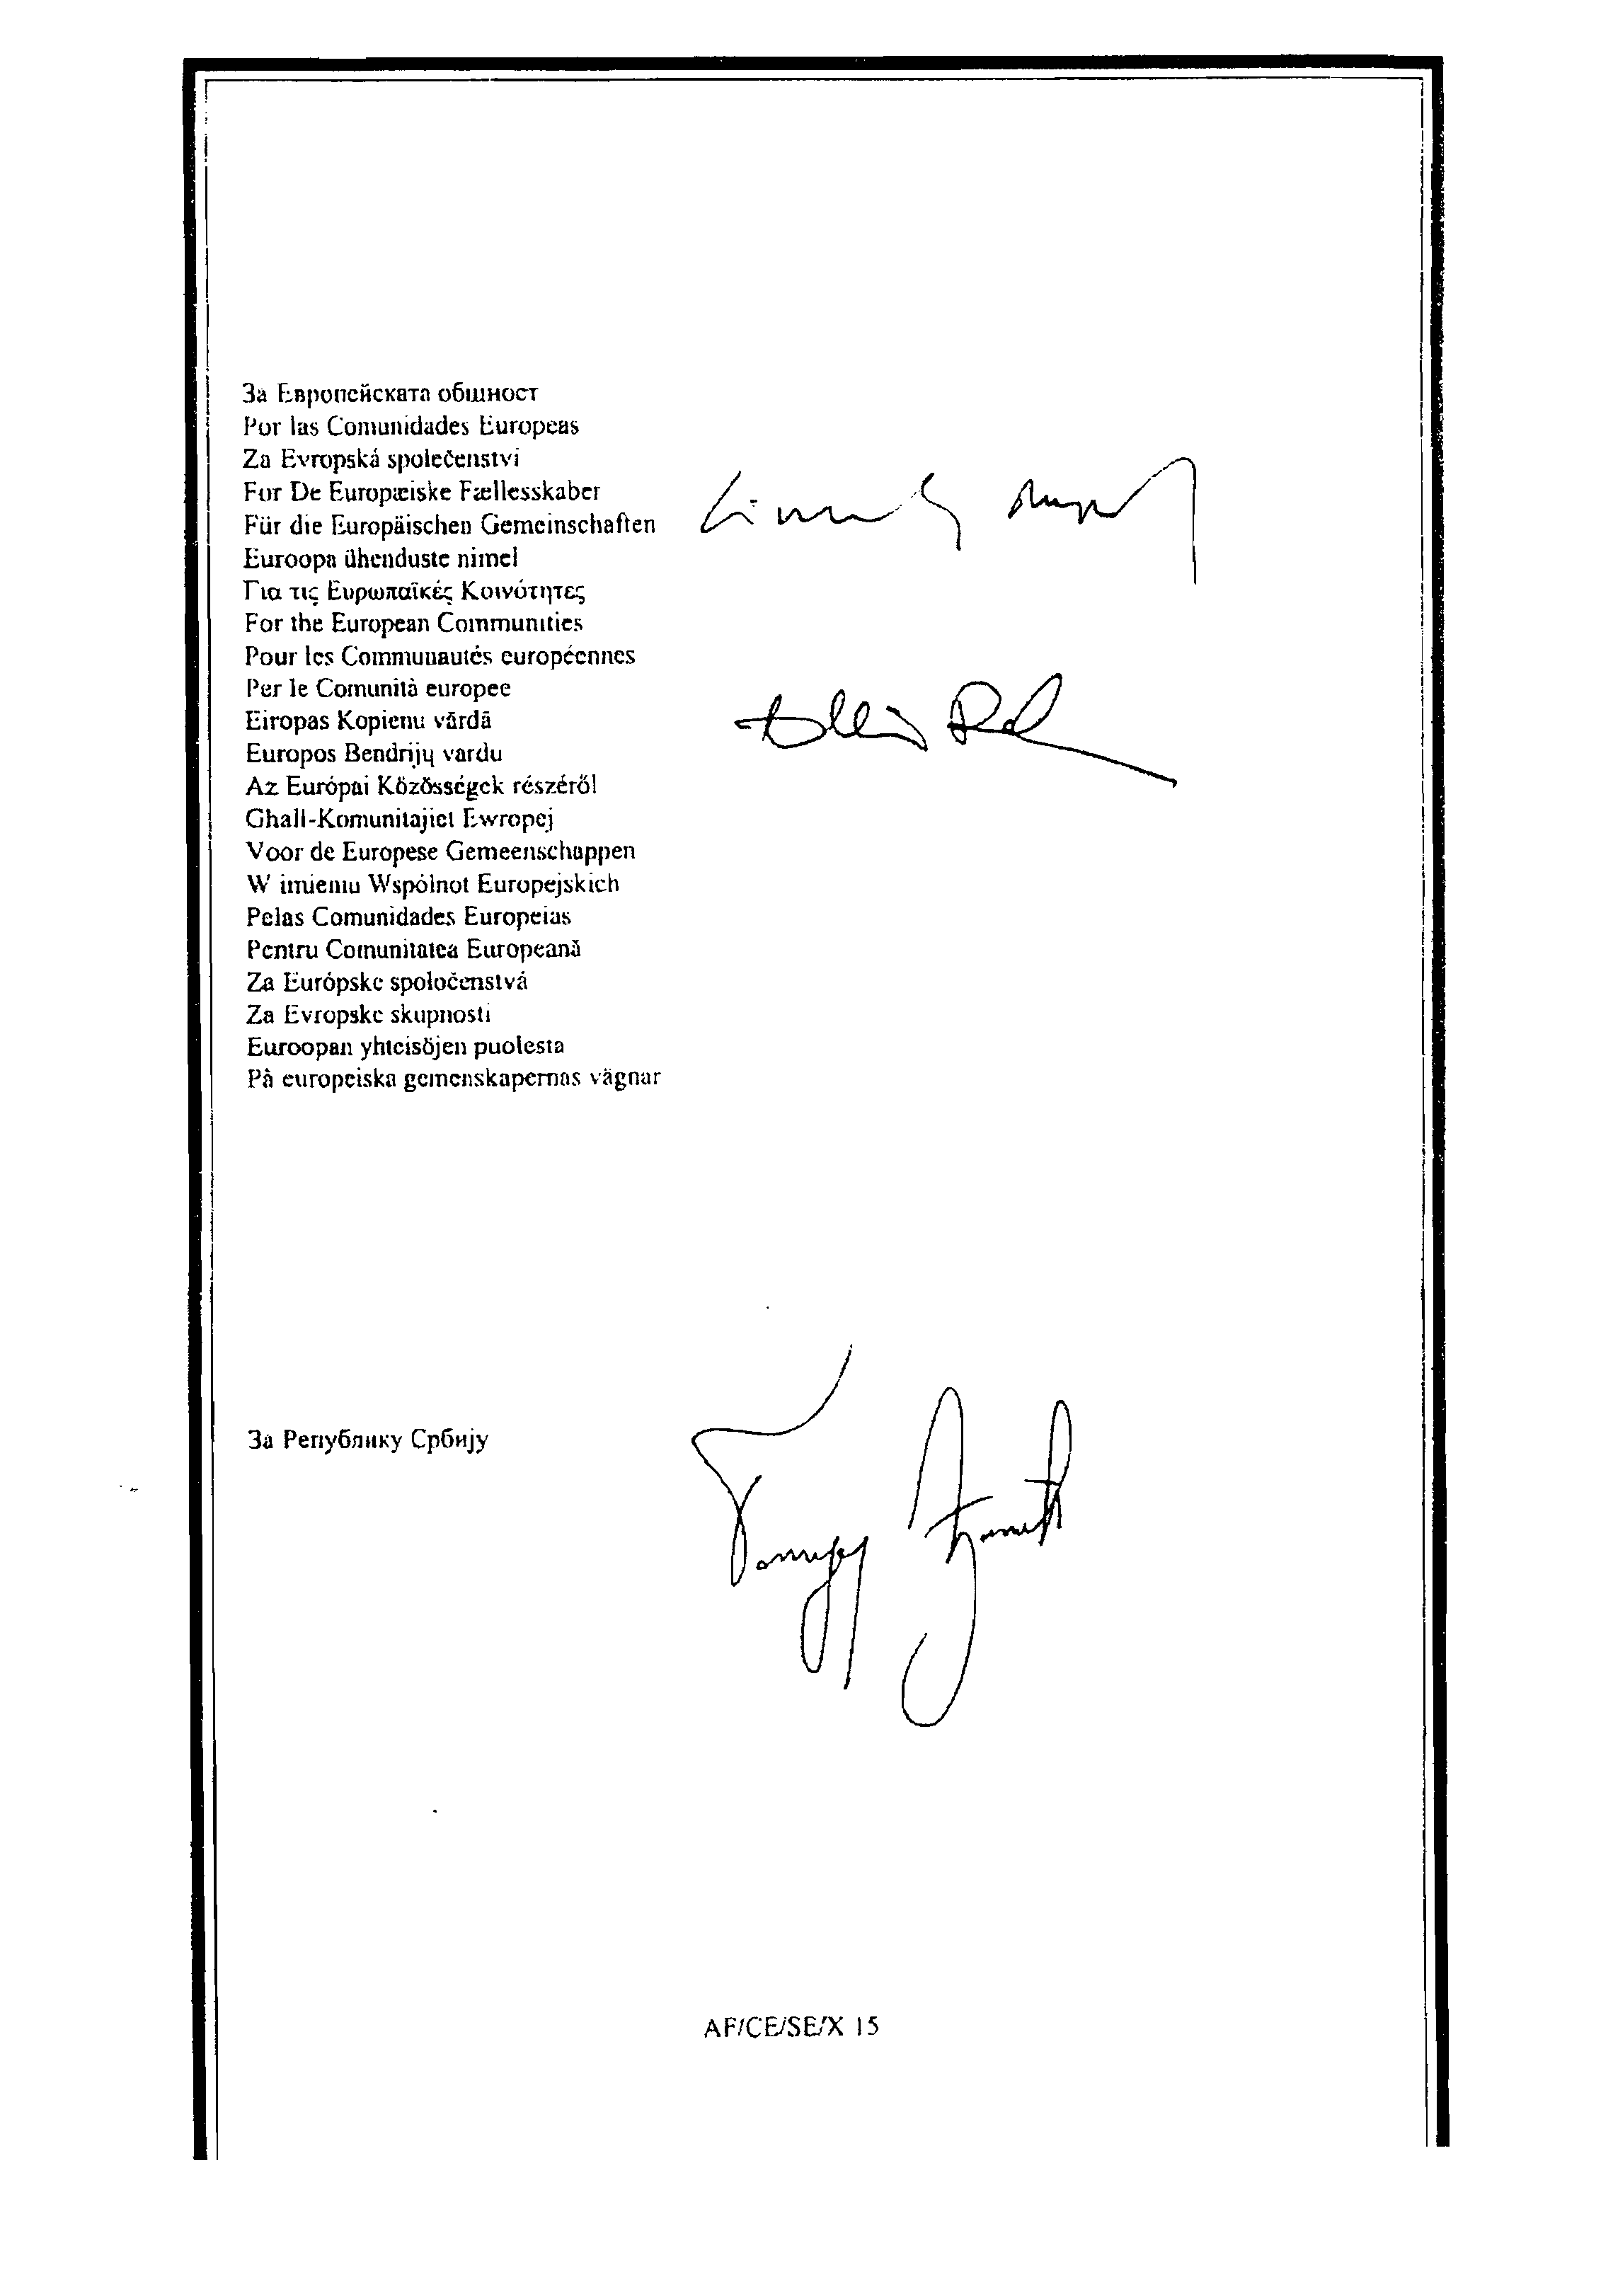 За Европейската общност
Por las Comunidades Europeas
Za Evropská společenství
For De Europæiske Fællesskaber
Für die Europäischen Gemeinschaften
Euroopa ühenduste nimel
Για τις Ευρωπαϊκές Κοινότητες
For the European Communities
Pour les Communautés européennes
Per le Comunità europee
Eiropas Kopienu vārdā
Europos Bendrijų vardu
Az Európai Közösségek részéről
Għall-Komunitajiet Ewropej
Voor de Europese Gemeenschappen
W imieniu Wspólnot Europejskich
Pelas Comunidades Europeias
Pentru Comunitatea Europeană
Za Európske spoločenstvá
Za Evropske skupnosti
Euroopan yhteisöjen puolesta
På europeiska gemenskapernas vägnar
За Републику Србију
AF/CE/SE/X 15